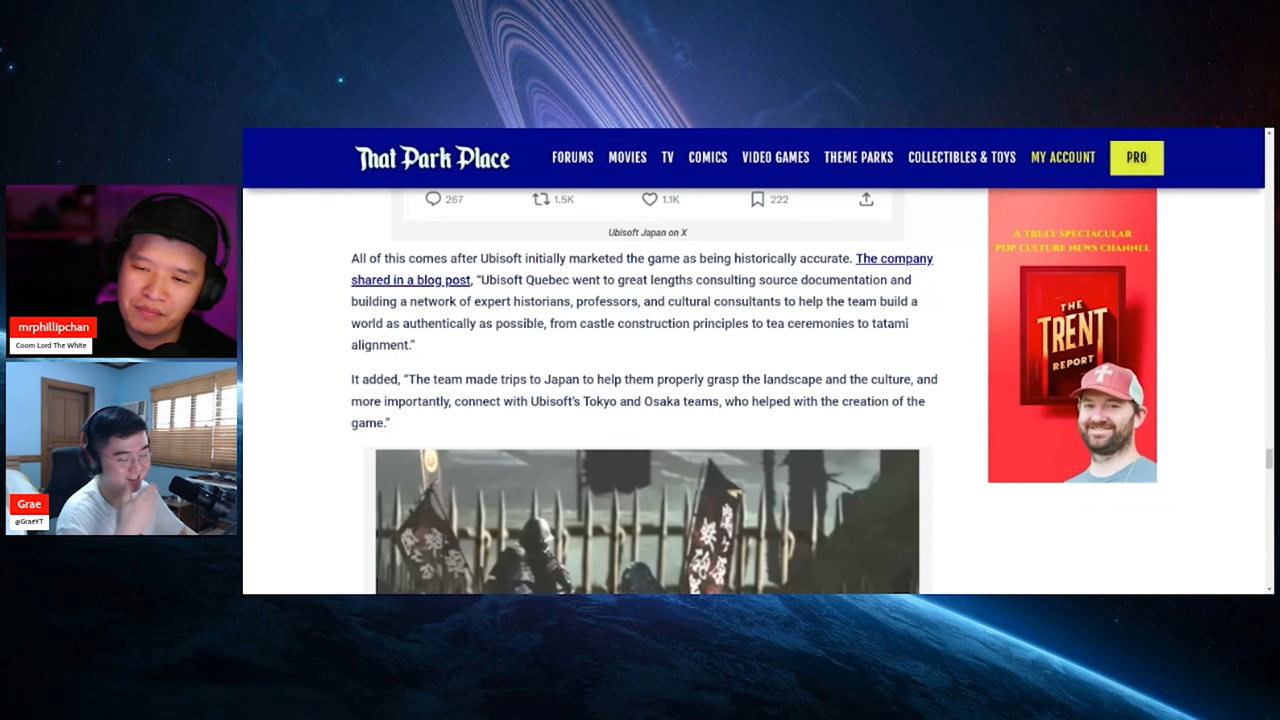 That Park Place
FORUMS MOVIES TV COMICS VIDEO GAMES THEME PARKS COLLECTIBLES & TOYS MY ACCOUNT PRO
267 1.5K 1.1K 222
Ubisoft Japan on X
All of this comes after Ubisoft initially marketed the game as being historically accurate. The company
shared in a blog post, “Ubisoft Quebec went to great lengths consulting source documentation and
building a network of expert historians, professors, and cultural consultants to help the team build a
world as authentically as possible, from castle construction principles to tea ceremonies to tatami
alignment.”
It added, “The team made trips to Japan to help them properly grasp the landscape and the culture, and
more importantly, connect with Ubisoft’s Tokyo and Osaka teams, who helped with the creation of the
game.”
A TRULY SPECTACULAR
POP CULTURE NEWS CHANNEL
THE
TRENT
REPORT
mrphillipchan
Coom Lord The White
Grae
@GraeYT